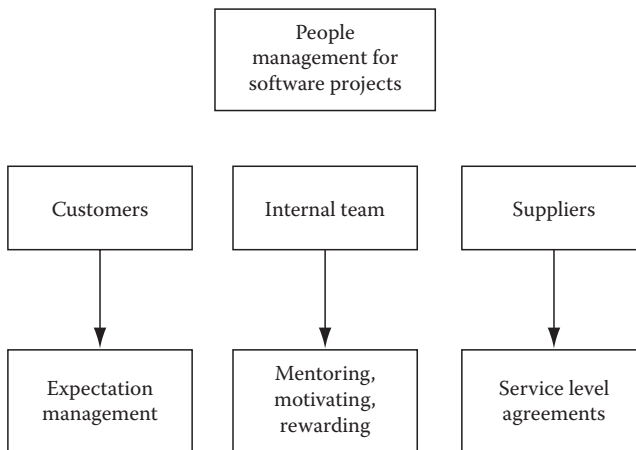 People
management for
software projects
Customers
Internal team
Suppliers
Expectation
management
Mentoring,
motivating,
rewarding
Service level
agreements